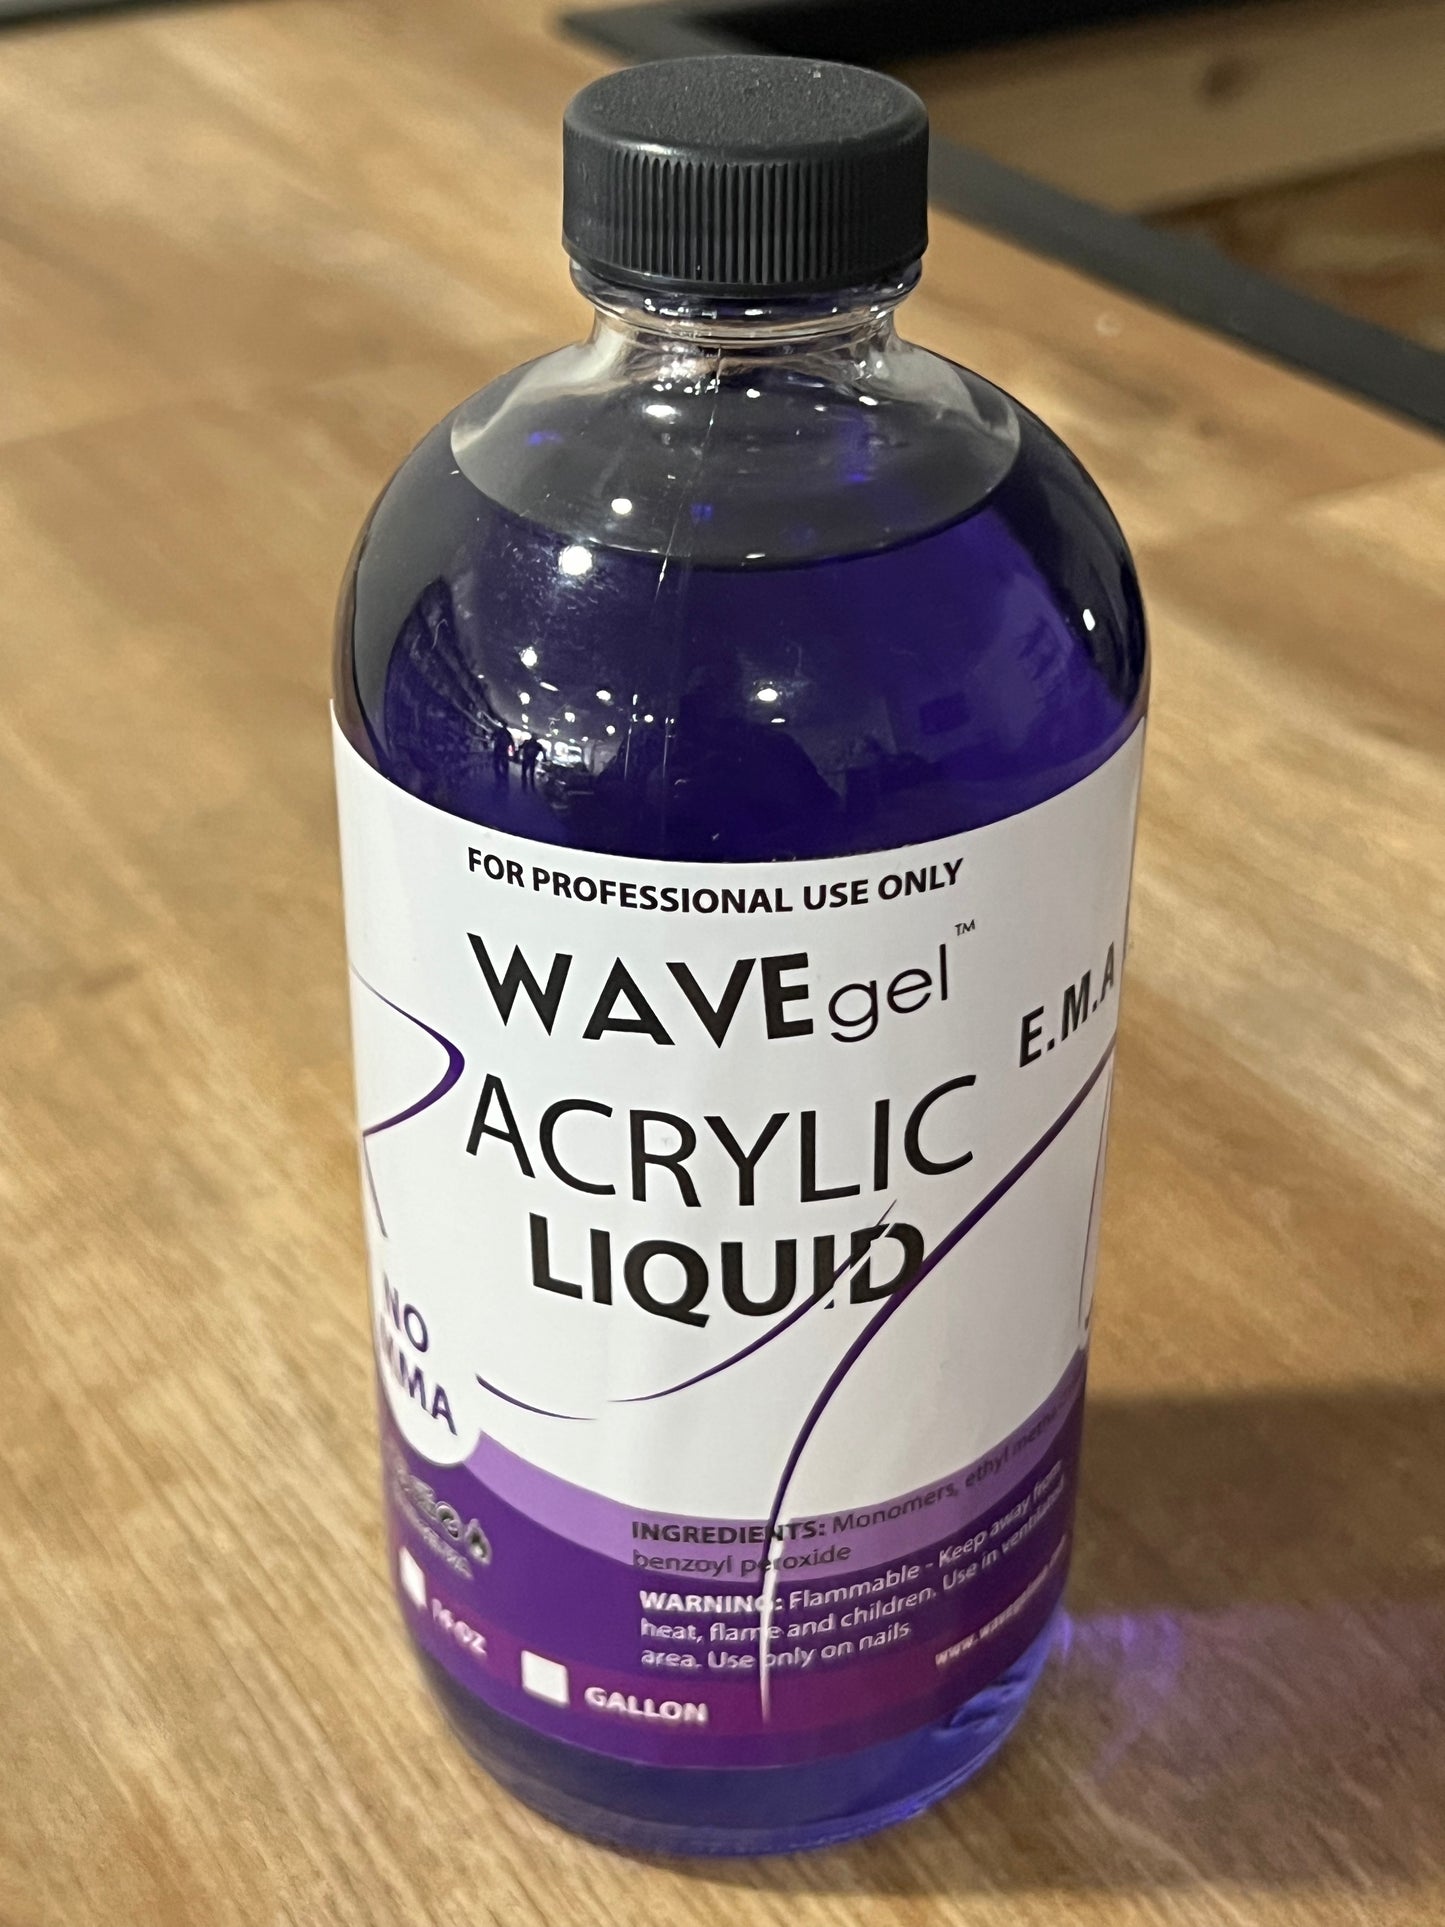 FOR PROFESSIONAL USE ONLY
WAVEgel™
E.M.A
ACRYLIC
LIQUID
NO
MMA
INGREDIENTS: Monomers, ethyl
benzoyl peroxide
WARNING: Flammable - Keep away from
heat, flame and children. Use in ventilated
area. Use only on nails
16 OZ
GALLON